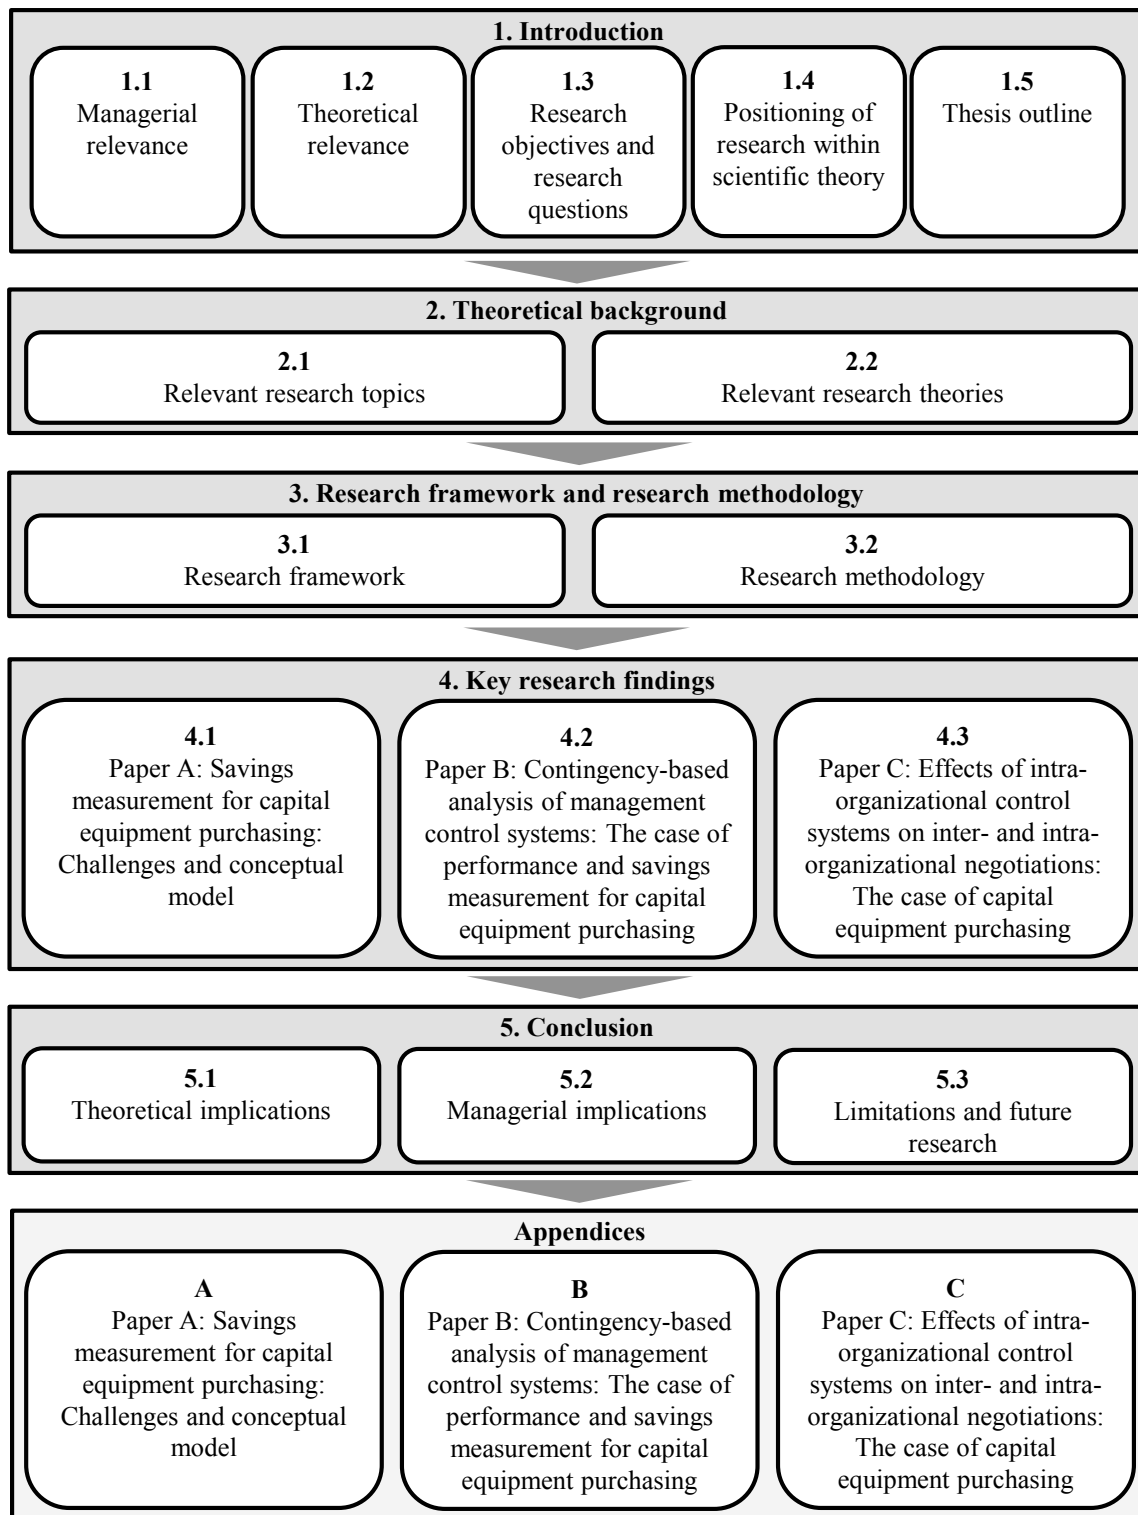 1. Introduction
1.1
Managerial
relevance
1.2
Theoretical
relevance
1.3
Research
objectives and
research
questions
1.4
Positioning of
research within
scientific theory
1.5
Thesis outline
2. Theoretical background
2.1
Relevant research topics
2.2
Relevant research theories
3. Research framework and research methodology
3.1
Research framework
3.2
Research methodology
4. Key research findings
4.1
Paper A: Savings
measurement for capital
equipment purchasing:
Challenges and conceptual
model
4.2
Paper B: Contingency-based
analysis of management
control systems: The case of
performance and savings
measurement for capital
equipment purchasing
4.3
Paper C: Effects of intra-
organizational control
systems on inter- and intra-
organizational negotiations:
The case of capital
equipment purchasing
5. Conclusion
5.1
Theoretical implications
5.2
Managerial implications
5.3
Limitations and future
research
Appendices
A
Paper A: Savings
measurement for capital
equipment purchasing:
Challenges and conceptual
model
B
Paper B: Contingency-based
analysis of management
control systems: The case of
performance and savings
measurement for capital
equipment purchasing
C
Paper C: Effects of intra-
organizational control
systems on inter- and intra-
organizational negotiations:
The case of capital
equipment purchasing